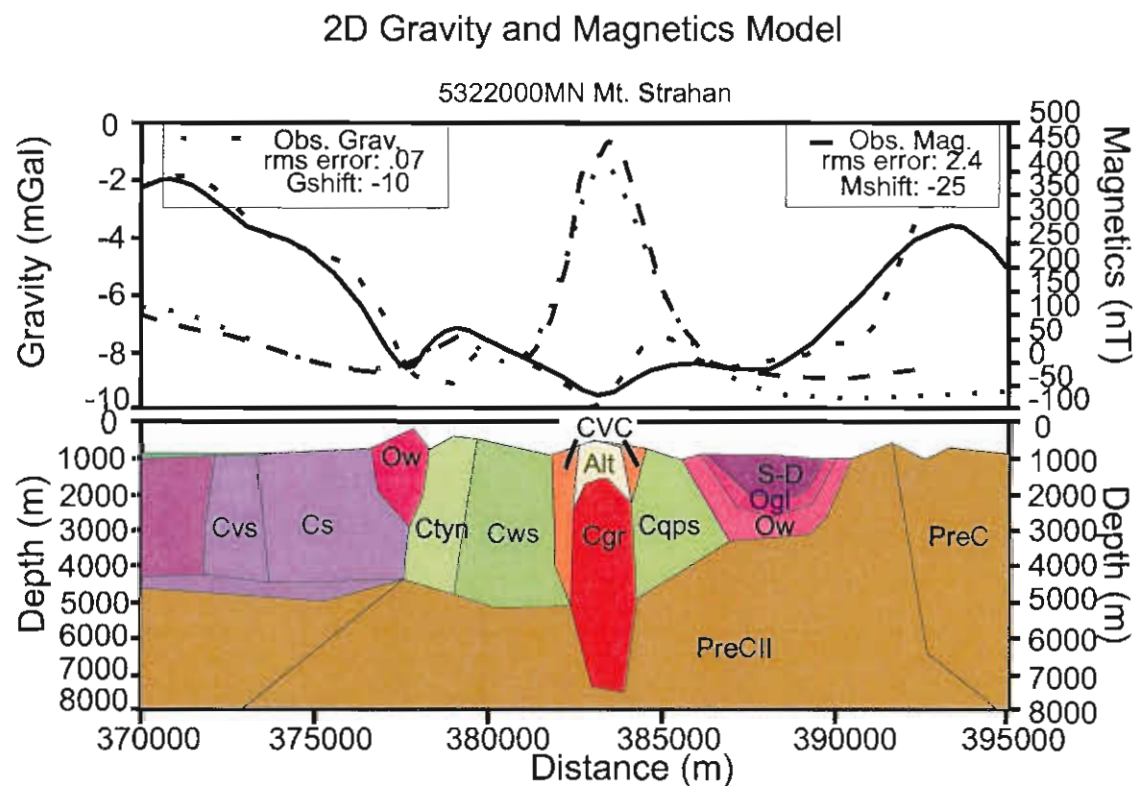 2D Gravity and Magnetics Model
5322000MN Mt. Strahan
Gravity (mGal)
0
-2
-4
-6
-8
-10
Obs. Grav.
rms error: .07
Gshift: -10
Obs. Mag.
rms error: 2.4
Mshift: -25
500
450
400
350
300
250
200
150
100
50
0
-50
-100
Magnetics (nT)
Depth (m)
0
1000
2000
3000
4000
5000
6000
7000
8000
CVC
Ow
Alt
S-D
Ogl
Cvs
Cs
Ctyn
Cws
Cgr
Cqps
Ow
PreC
PreCII
0
1000
2000
3000
4000
5000
6000
7000
8000
Depth (m)
370000
375000
380000
385000
390000
395000
Distance (m)